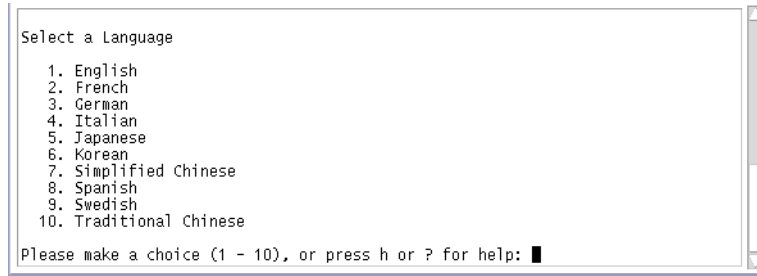 Select a Language
1. English
2. French
3. German
4. Italian
5. Japanese
6. Korean
7. Simplified Chinese
8. Spanish
9. Swedish
10. Traditional Chinese
Please make a choice (1 - 10), or press h or ? for help: